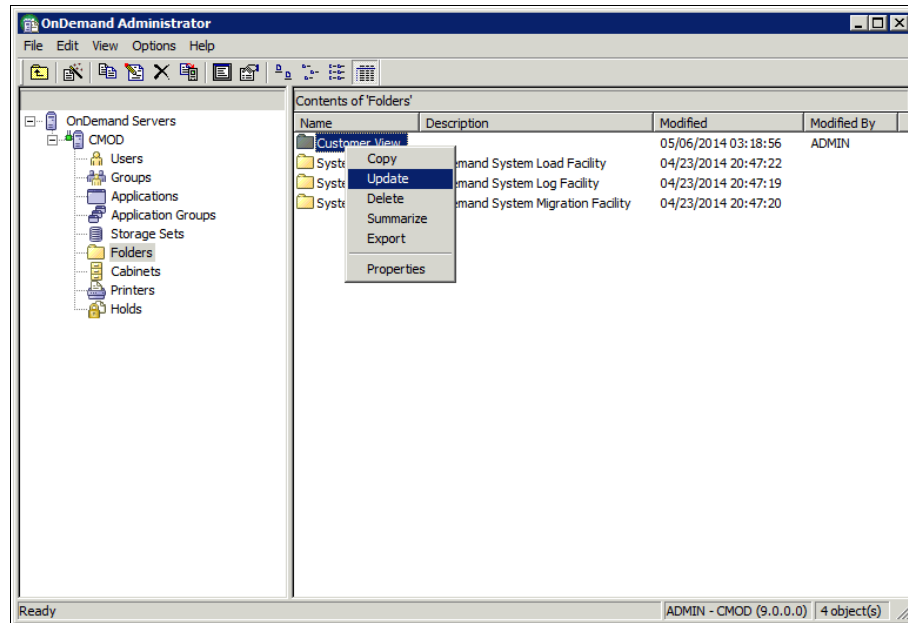 OnDemand Administrator
File Edit View Options Help
Contents of 'Folders'
Name Description Modified Modified By
OnDemand Servers
CMOD
Users
Groups
Applications
Application Groups
Storage Sets
Folders
Cabinets
Printers
Holds
Customer View 05/06/2014 03:18:56 ADMIN
Syste mand System Load Facility 04/23/2014 20:47:22
Syste mand System Log Facility 04/23/2014 20:47:19
Syste mand System Migration Facility 04/23/2014 20:47:20
Copy
Update
Delete
Summarize
Export
Properties
Ready ADMIN - CMOD (9.0.0.0) 4 object(s)